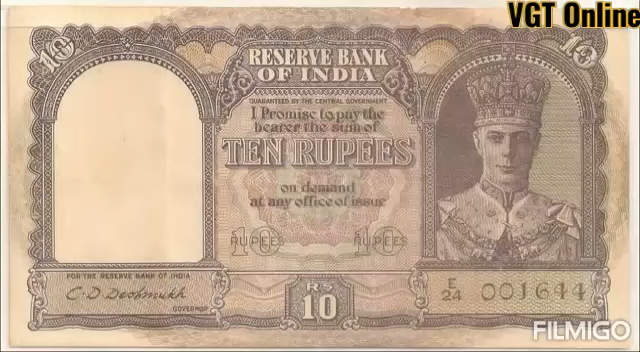 VGT Online
10
10
RESERVE BANK
OF INDIA
GUARANTEED BY THE CENTRAL GOVERNMENT
I Promise to pay the
bearer the sum of
TEN RUPEES
on demand
at any office of issue
10 RUPEES
10 RUPEES
FOR THE RESERVE BANK OF INDIA
C. D. Deshmukh
GOVERNOR
RS
10
E/24 001644
FILMIGO